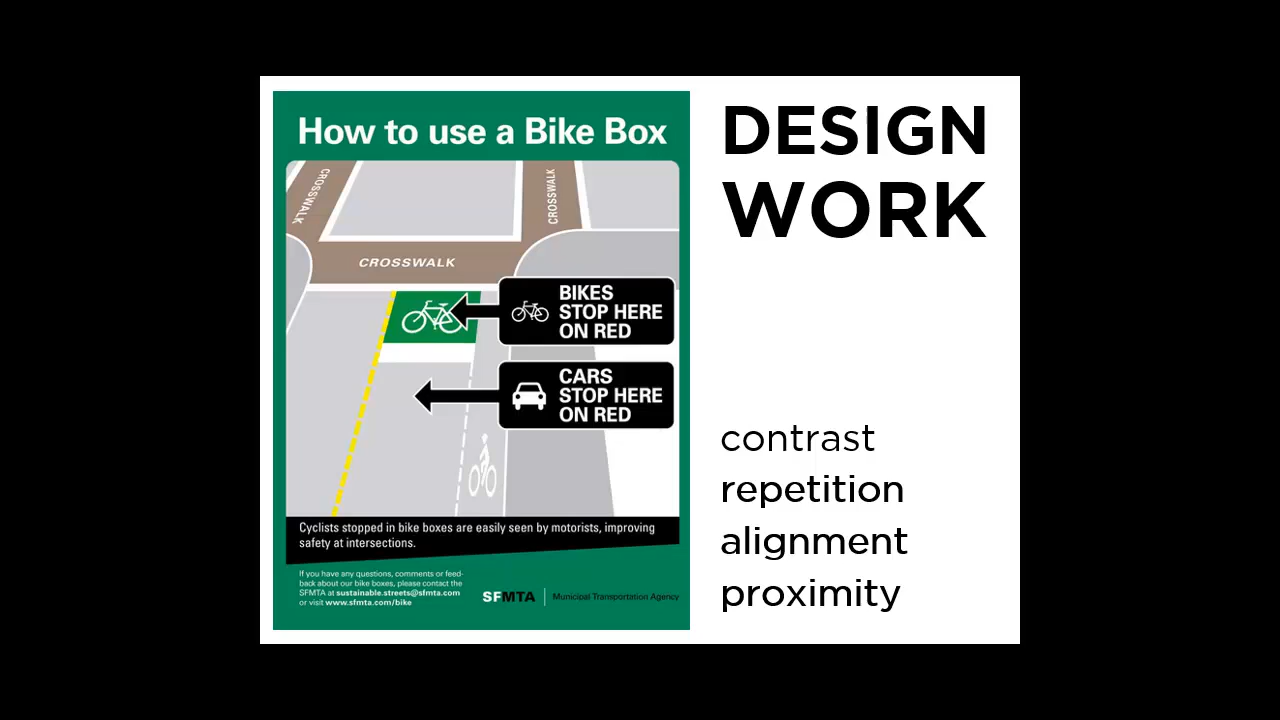 How to use a Bike Box
CROSSWALK
CROSSWALK
CROSSWALK
BIKES
STOP HERE
ON RED
CARS
STOP HERE
ON RED
Cyclists stopped in bike boxes are easily seen by motorists, improving
safety at intersections.
If you have any questions, comments or feed-
back about our bike boxes, please contact the
SFMTA at sustainable.streets@sfmta.com
or visit www.sfmta.com/bike
SFMTA Municipal Transportation Agency
DESIGN
WORK
contrast
repetition
alignment
proximity